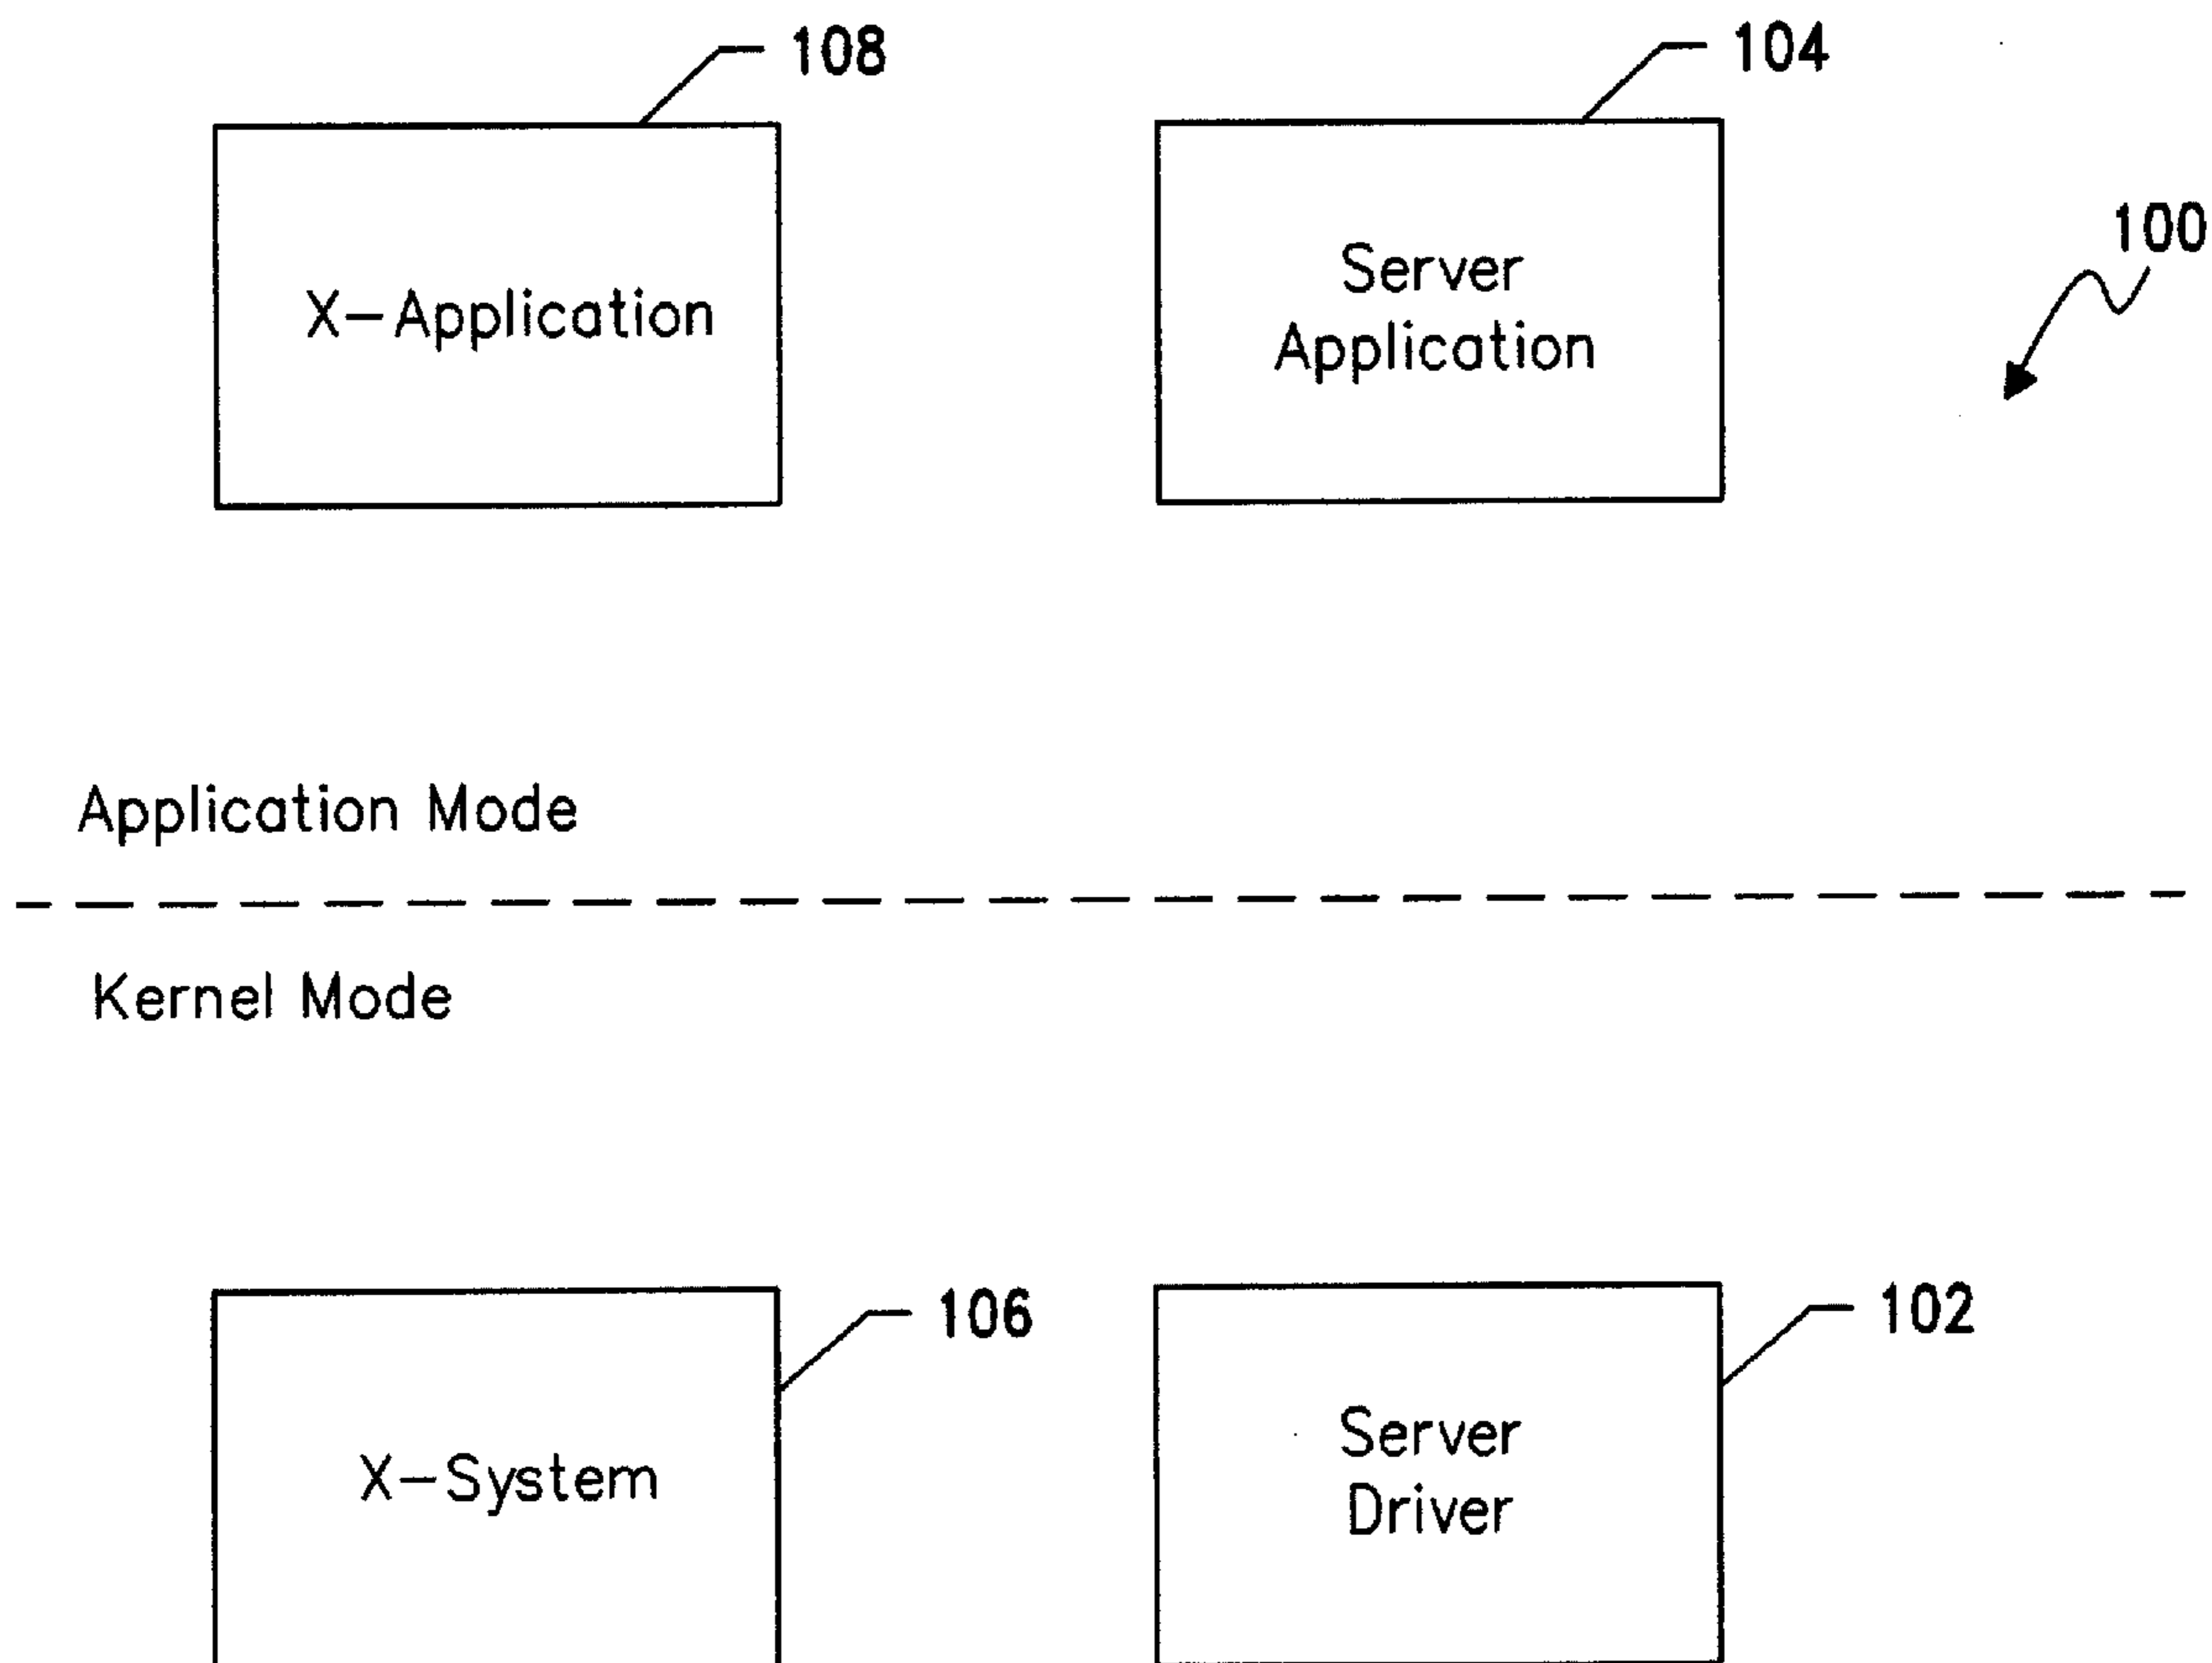 108
104
X-Application
Server
Application
100
Application Mode
Kernel Mode
106
102
X-System
Server
Driver